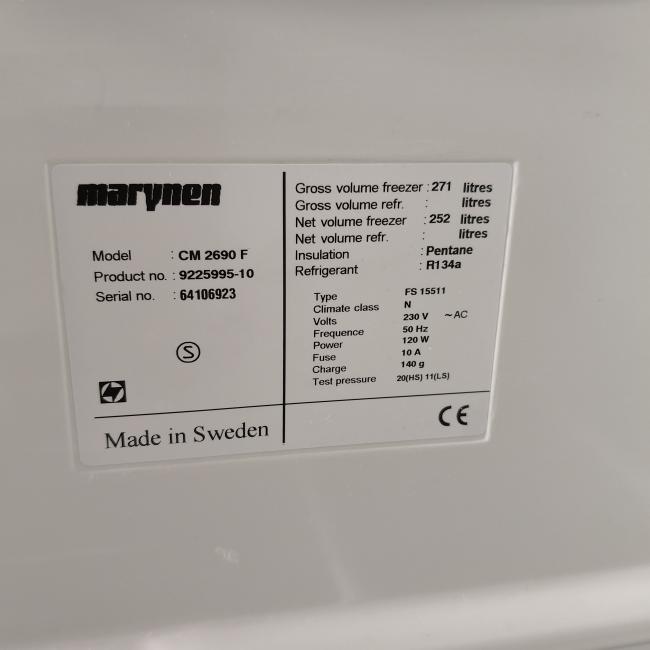 marynen
Model : CM 2690 F
Product no. : 9225995-10
Serial no. : 64106923
S
Made in Sweden
Gross volume freezer : 271 litres
Gross volume refr. : litres
Net volume freezer : 252 litres
Net volume refr. : litres
Insulation : Pentane
Refrigerant : R134a
Type FS 15511
Climate class N
Volts 230 V ~AC
Frequence 50 Hz
Power 120 W
Fuse 10 A
Charge 140 g
Test pressure 20(HS) 11(LS)
CE